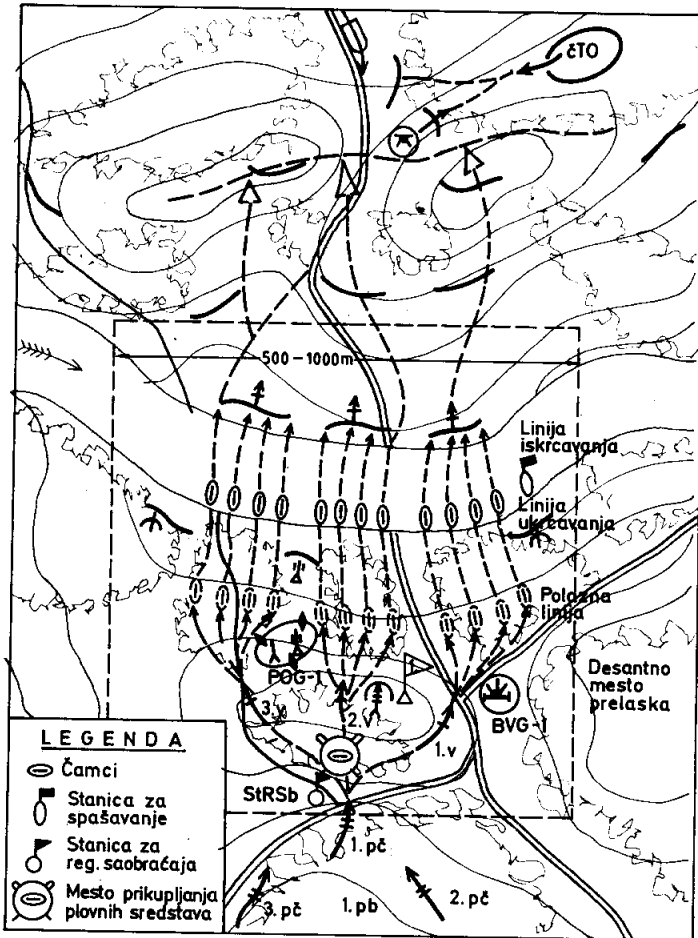 čTO
500-1000m
Linija
iskrcavanja
Linija
ukrcavanja
Polazna
linija
Desantno
mesto
prelaska
POG-1
BVG-1
3.v
2.v
1.v
StRSb
1.pč
2.pč
3.pč
1.pb
LEGENDA
Čamci
Stanica za
spašavanje
Stanica za
reg. saobraćaja
Mesto prikupljanja
plovnih sredstava